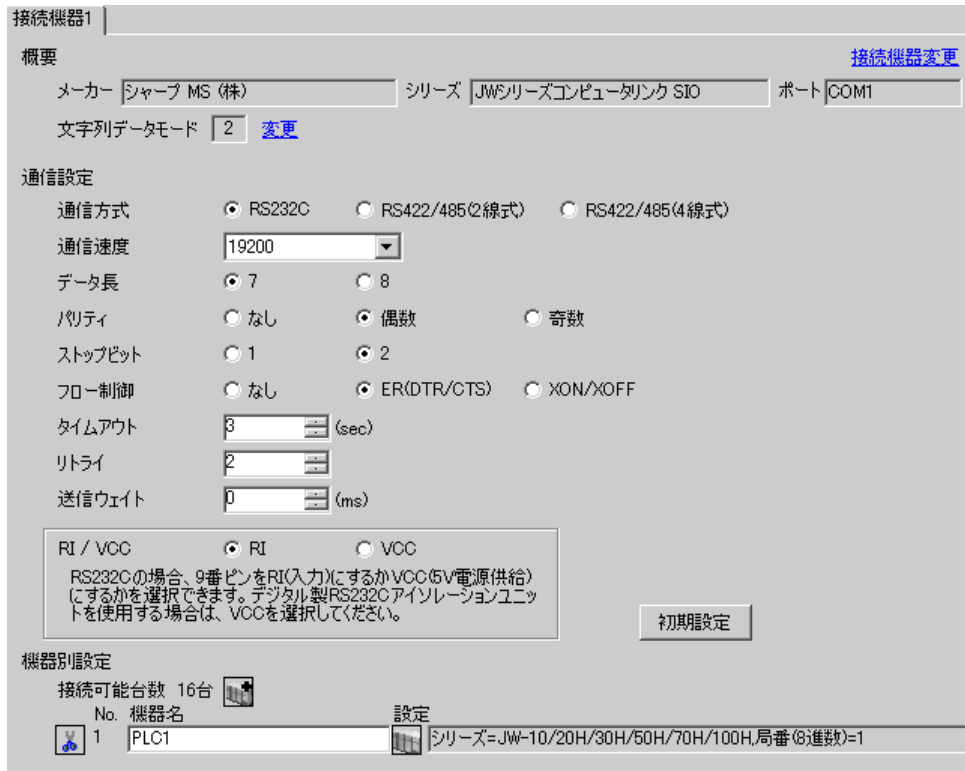 接続機器1
概要 接続機器変更
メーカー シャープ MS (株) シリーズ JWシリーズコンピュータリンク SIO ポート COM1
文字列データモード 2 変更
通信設定
通信方式 RS232C RS422/485(2線式) RS422/485(4線式)
通信速度 19200
データ長 7 8
パリティ なし 偶数 奇数
ストップビット 1 2
フロー制御 なし ER(DTR/CTS) XON/XOFF
タイムアウト 3 (sec)
リトライ 2
送信ウェイト 0 (ms)
RI / VCC RI VCC
RS232Cの場合、9番ピンをRI(入力)にするかVCC(5V電源供給)
にするかを選択できます。デジタル製RS232Cアイソレーションユニッ
トを使用する場合は、VCCを選択してください。
初期設定
機器別設定
接続可能台数 16台
No. 機器名 設定
1 PLC1 シリーズ=JW-10/20H/30H/50H/70H/100H,局番(8進数)=1